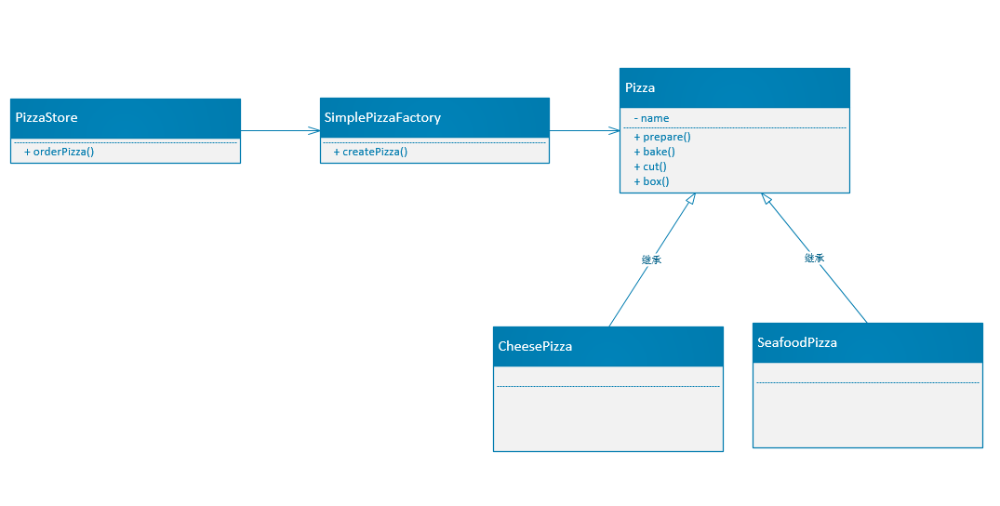 PizzaStore
+ orderPizza()
SimplePizzaFactory
+ createPizza()
Pizza
- name
+ prepare()
+ bake()
+ cut()
+ box()
继承
继承
CheesePizza
SeafoodPizza